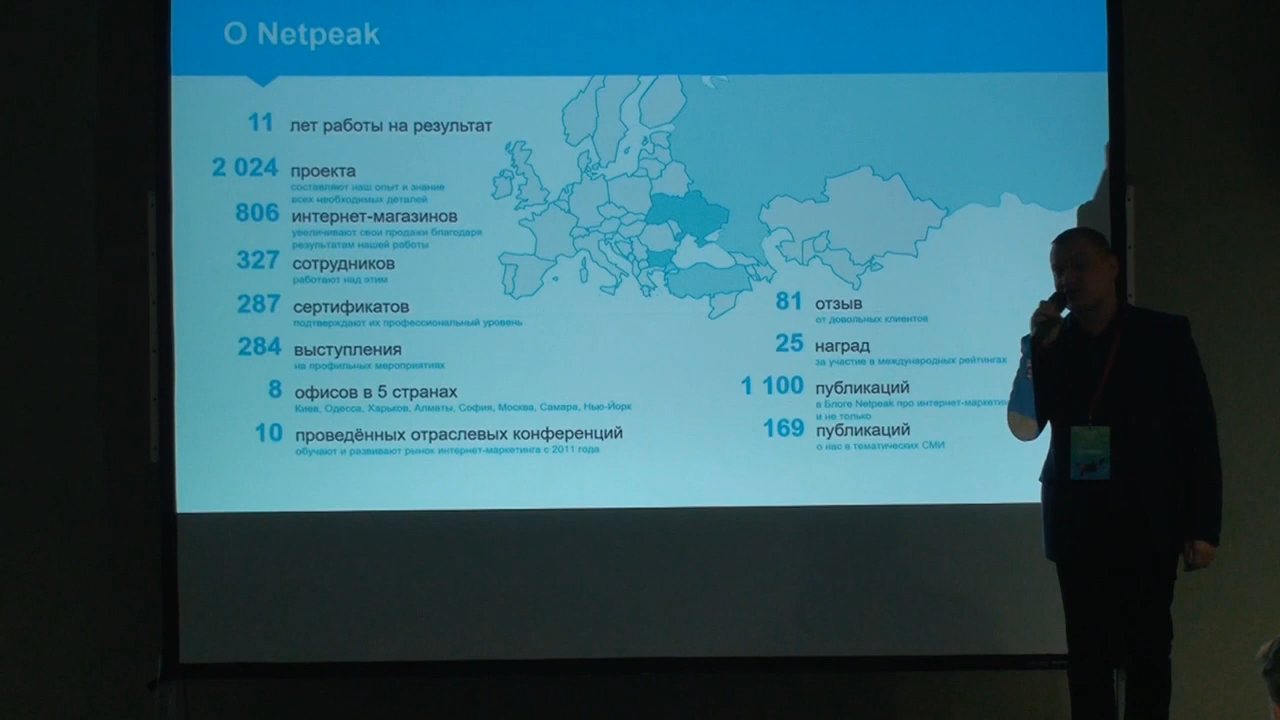 О Netpeak
11 лет работы на результат
2 024 проекта
составляют наш опыт и знание
всех необходимых деталей
806 интернет-магазинов
увеличивают свои продажи благодаря
результатам нашей работы
327 сотрудников
работают над этим
287 сертификатов
подтверждают их профессиональный уровень
284 выступления
на профильных мероприятиях
8 офисов в 5 странах
Киев, Одесса, Харьков, Алматы, София, Москва, Самара, Нью-Йорк
10 проведённых отраслевых конференций
обучают и развивают рынок интернет-маркетинга с 2011 года
81 отзыв
от довольных клиентов
25 наград
за участие в международных рейтингах
1 100 публикаций
в Блоге Netpeak про интернет-маркетин
и не только
169 публикаций
о нас в тематических СМИ